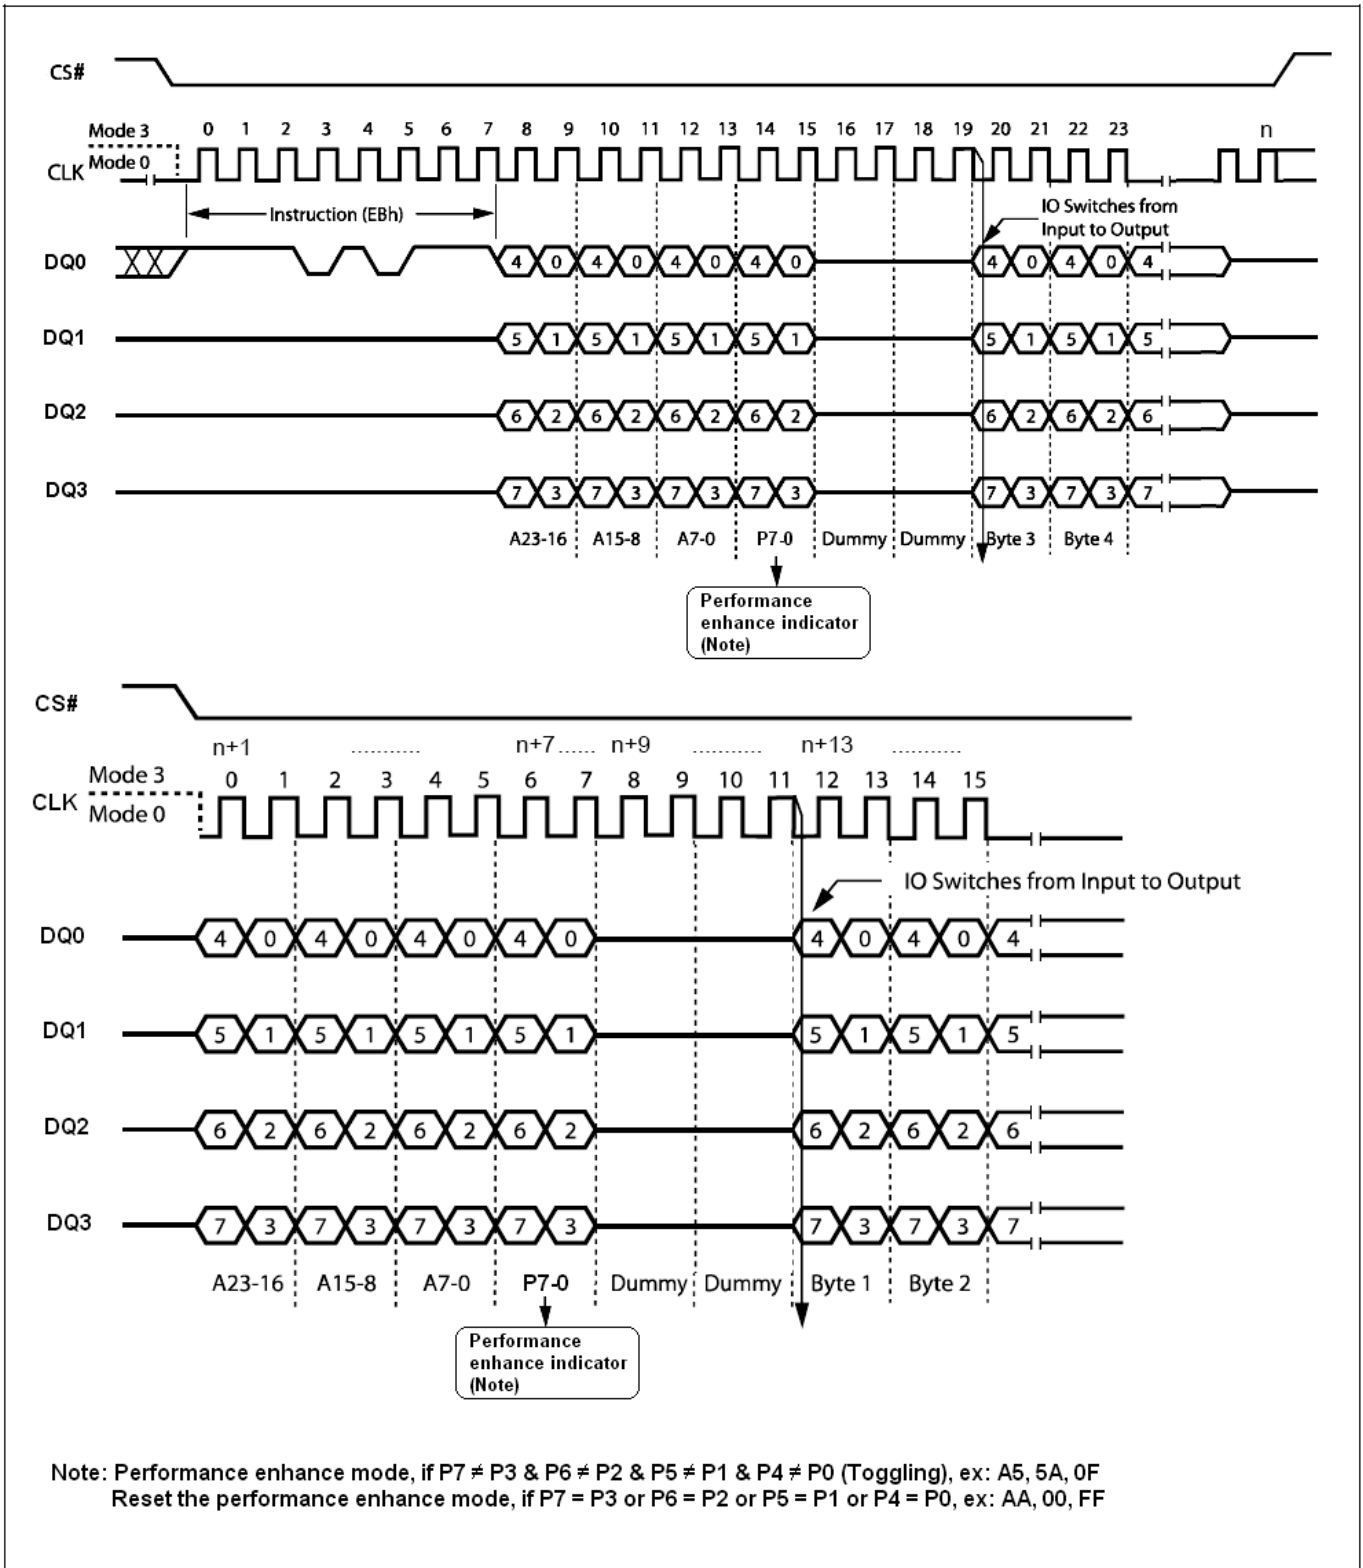 CS#
Mode 3
0 1 2 3 4 5 6 7 8 9 10 11 12 13 14 15 16 17 18 19 20 21 22 23 n
CLK Mode 0
Instruction (EBh)
IO Switches from
Input to Output
DQ0 4 0 4 0 4 0 4 0 4 0 4 0 4
DQ1 5 1 5 1 5 1 5 1 5 1 5 1 5
DQ2 6 2 6 2 6 2 6 2 6 2 6 2 6
DQ3 7 3 7 3 7 3 7 3 7 3 7 3 7
A23-16 A15-8 A7-0 P7-0 Dummy Dummy Byte 3 Byte 4
Performance
enhance indicator
(Note)
CS#
n+1 ........... n+7 ...... n+9 ........... n+13 ...........
Mode 3 0 1 2 3 4 5 6 7 8 9 10 11 12 13 14 15
CLK Mode 0
IO Switches from Input to Output
DQ0 4 0 4 0 4 0 4 0 4 0 4 0 4
DQ1 5 1 5 1 5 1 5 1 5 1 5 1 5
DQ2 6 2 6 2 6 2 6 2 6 2 6 2 6
DQ3 7 3 7 3 7 3 7 3 7 3 7 3 7
A23-16 A15-8 A7-0 P7-0 Dummy Dummy Byte 1 Byte 2
Performance
enhance indicator
(Note)
Note: Performance enhance mode, if P7 ≠ P3 & P6 ≠ P2 & P5 ≠ P1 & P4 ≠ P0 (Toggling), ex: A5, 5A, 0F
Reset the performance enhance mode, if P7 = P3 or P6 = P2 or P5 = P1 or P4 = P0, ex: AA, 00, FF